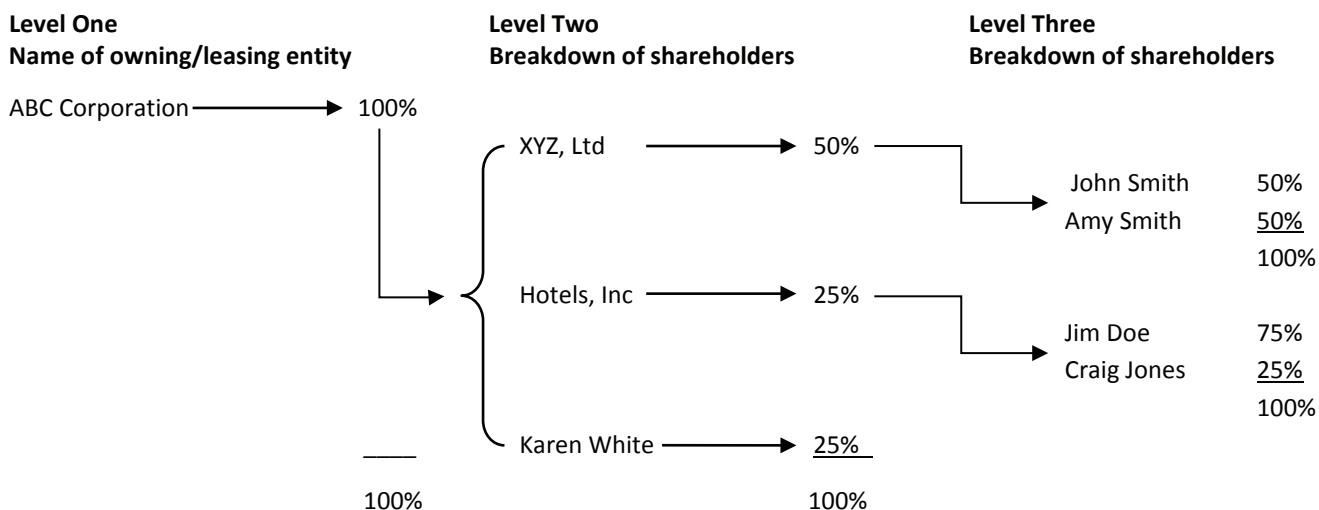 Level One
Name of owning/leasing entity
Level Two
Breakdown of shareholders
Level Three
Breakdown of shareholders
ABC Corporation 100%
XYZ, Ltd 50%
John Smith 50%
Amy Smith 50%
100%
Hotels, Inc 25%
Jim Doe 75%
Craig Jones 25%
100%
Karen White 25%
100% 100%